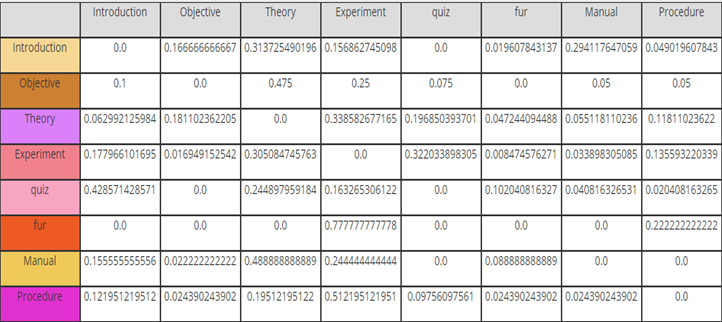 Introduction Objective Theory Experiment quiz fur Manual Procedure
Introduction 0.0 0.166666666667 0.313725490196 0.156862745098 0.0 0.019607843137 0.294117647059 0.049019607843
Objective 0.1 0.0 0.475 0.25 0.075 0.0 0.05 0.05
Theory 0.062992125984 0.181102362205 0.0 0.338582677165 0.196850393701 0.047244094488 0.055118110236 0.11811023622
Experiment 0.177966101695 0.016949152542 0.305084745763 0.0 0.322033898305 0.008474576271 0.033898305085 0.135593220339
quiz 0.428571428571 0.0 0.244897959184 0.163265306122 0.0 0.102040816327 0.040816326531 0.020408163265
fur 0.0 0.0 0.0 0.777777777778 0.0 0.0 0.0 0.222222222222
Manual 0.155555555556 0.022222222222 0.488888888889 0.244444444444 0.0 0.088888888889 0.0 0.0
Procedure 0.121951219512 0.024390243902 0.19512195122 0.512195121951 0.09756097561 0.024390243902 0.024390243902 0.0